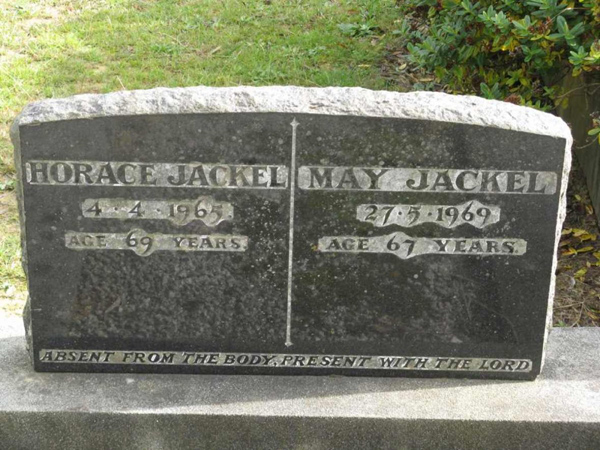 HORACE JACKEL
4·4·1965.
AGE 69 YEARS.
MAY JACKEL
27·5·1969
AGE 67 YEARS.
ABSENT FROM THE BODY, PRESENT WITH THE LORD